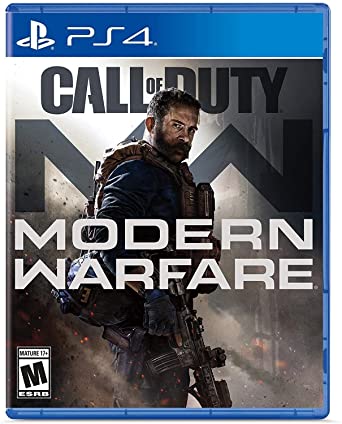 PS4
CALL OF DUTY
MODERN
WARFARE®
MATURE 17+
M
ESRB